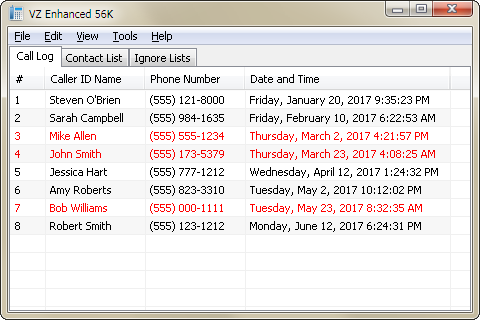 VZ Enhanced 56K
File Edit View Tools Help
Call Log Contact List Ignore Lists
# Caller ID Name Phone Number Date and Time
1 Steven O'Brien (555) 121-8000 Friday, January 20, 2017 9:35:23 PM
2 Sarah Campbell (555) 984-1635 Friday, February 10, 2017 6:22:53 AM
3 Mike Allen (555) 555-1234 Thursday, March 2, 2017 4:21:57 PM
4 John Smith (555) 173-5379 Thursday, March 23, 2017 4:08:25 AM
5 Jessica Hart (555) 777-1212 Wednesday, April 12, 2017 1:24:32 PM
6 Amy Roberts (555) 823-3310 Tuesday, May 2, 2017 10:12:02 PM
7 Bob Williams (555) 000-1111 Tuesday, May 23, 2017 8:32:35 AM
8 Robert Smith (555) 123-1212 Monday, June 12, 2017 6:24:31 PM